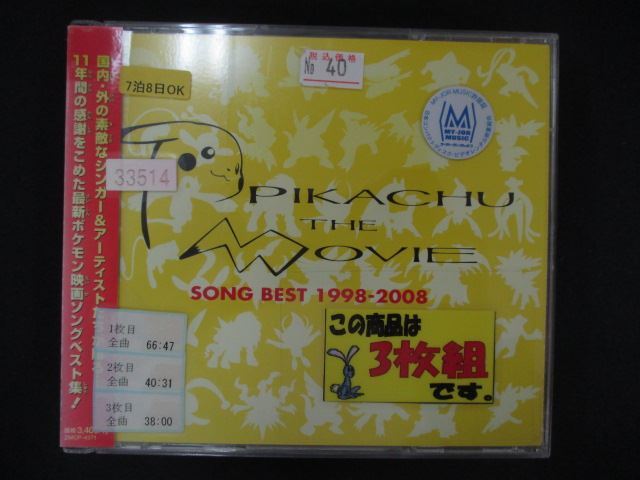 国内・外の素敵なシンガー&アーティストた
11年間の感謝をこめた最新ポケモン映画ソングベスト集!
税込価格
No 40
7泊8日OK
33514
MY-JOR MUSIC
PIKACHU
THE
MOVIE
SONG BEST 1998-2008
この商品は
3枚組
です。
1枚目
全曲 66:47
2枚目
全曲 40:31
3枚目
全曲 38:00